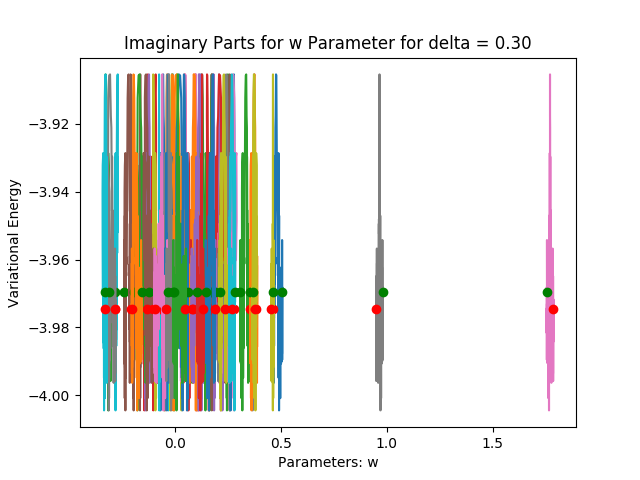 Imaginary Parts for w Parameter for delta = 0.30
Variational Energy
−3.92
−3.94
−3.96
−3.98
−4.00
0.0 0.5 1.0 1.5
Parameters: w